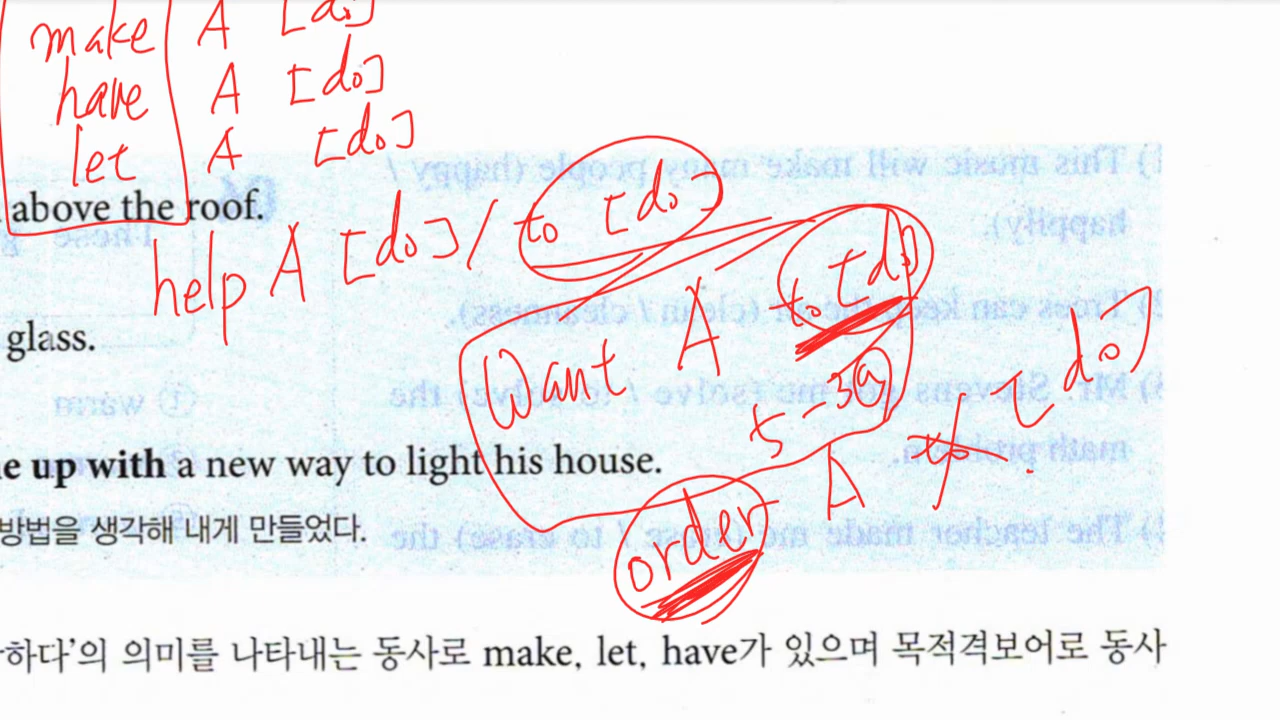 make A [do]
have A [do]
let A [do]
above the roof.
help A [do] / to [do]
glass.
want A to [do]
5-3a
e up with a new way to light his house.
order A to [do]
방법을 생각해 내게 만들었다.
하다'의 의미를 나타내는 동사로 make, let, have가 있으며 목적격보어로 동사